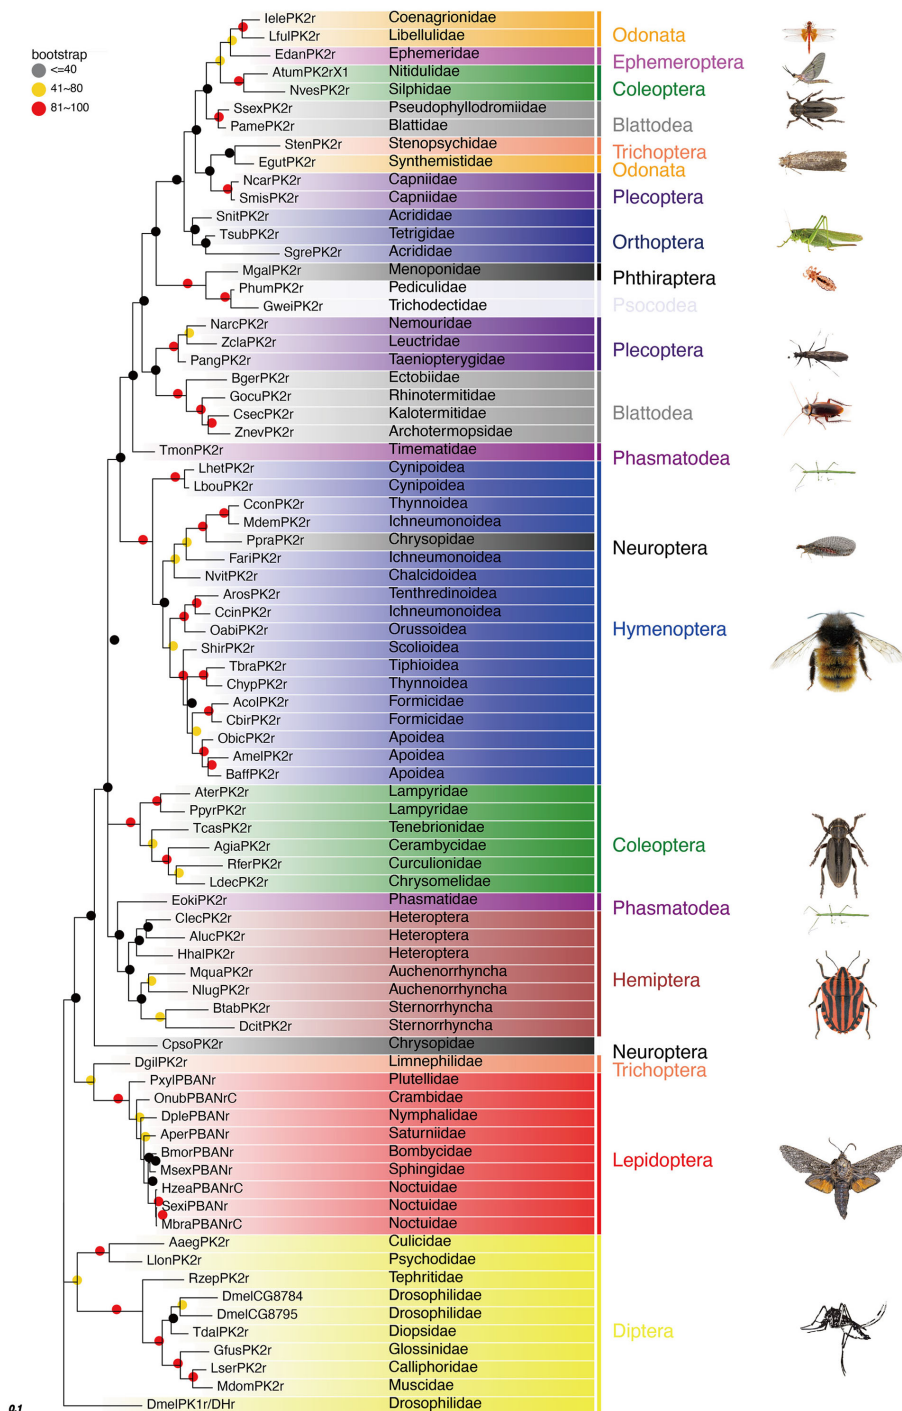 bootstrap
<=40
41~80
81~100
IelePK2r Coenagrionidae
LfulPK2r Libellulidae
Odonata
EdanPK2r Ephemeridae
Ephemeroptera
AtumPK2rX1 Nitidulidae
NvesPK2r Silphidae
Coleoptera
SsexPK2r Pseudophyllodromiidae
PamePK2r Blattidae
Blattodea
StenPK2r Stenopsychidae
Trichoptera
EgutPK2r Synthemistidae
Odonata
NcarPK2r Capniidae
SmisPK2r Capniidae
Plecoptera
SnitPK2r Acrididae
TsubPK2r Tetrigidae
Orthoptera
SgrePK2r Acrididae
MgalPK2r Menoponidae
Phthiraptera
PhumPK2r Pediculidae
GweiPK2r Trichodectidae
Psocodea
NarcPK2r Nemouridae
ZclaPK2r Leuctridae
Plecoptera
PangPK2r Taeniopterygidae
BgerPK2r Ectobiidae
GocuPK2r Rhinotermitidae
CsecPK2r Kalotermitidae
Blattodea
ZnevPK2r Archotermopsidae
TmonPK2r Timematidae
Phasmatodea
LhetPK2r Cynipoidea
LbouPK2r Cynipoidea
CconPK2r Thynnoidea
MdemPK2r Ichneumonoidea
PpraPK2r Chrysopidae
Neuroptera
FariPK2r Ichneumonoidea
NvitPK2r Chalcidoidea
ArosPK2r Tenthredinoidea
CcinPK2r Ichneumonoidea
OabiPK2r Orussoidea
Hymenoptera
ShirPK2r Scolioidea
TbraPK2r Tiphioidea
ChypPK2r Thynnoidea
AcolPK2r Formicidae
CbirPK2r Formicidae
ObicPK2r Apoidea
AmelPK2r Apoidea
BaffPK2r Apoidea
AterPK2r Lampyridae
PpyrPK2r Lampyridae
TcasPK2r Tenebrionidae
AglaPK2r Cerambycidae
Coleoptera
RferPK2r Curculionidae
LdecPK2r Chrysomelidae
EokiPK2r Phasmatidae
Phasmatodea
ClecPK2r Heteroptera
AlucPK2r Heteroptera
HhalPK2r Heteroptera
MquaPK2r Auchenorrhyncha
Hemiptera
NlugPK2r Auchenorrhyncha
BtabPK2r Sternorrhyncha
DcitPK2r Sternorrhyncha
CpsoPK2r Chrysopidae
Neuroptera
DgilPK2r Limnephilidae
Trichoptera
PxylPBANr Plutellidae
OnubPBANrC Crambidae
DplePBANr Nymphalidae
AperPBANr Saturniidae
BmorPBANr Bombycidae
Lepidoptera
MsexPBANr Sphingidae
HzeaPBANrC Noctuidae
SexiPBANr Noctuidae
MbraPBANrC Noctuidae
AaegPK2r Culicidae
LlonPK2r Psychodidae
RzepPK2r Tephritidae
DmelCG8784 Drosophilidae
DmelCG8795 Drosophilidae
TdalPK2r Diopsidae
Diptera
GfusPK2r Glossinidae
LserPK2r Calliphoridae
MdomPK2r Muscidae
DmelPK1r/DHr Drosophilidae
0.1